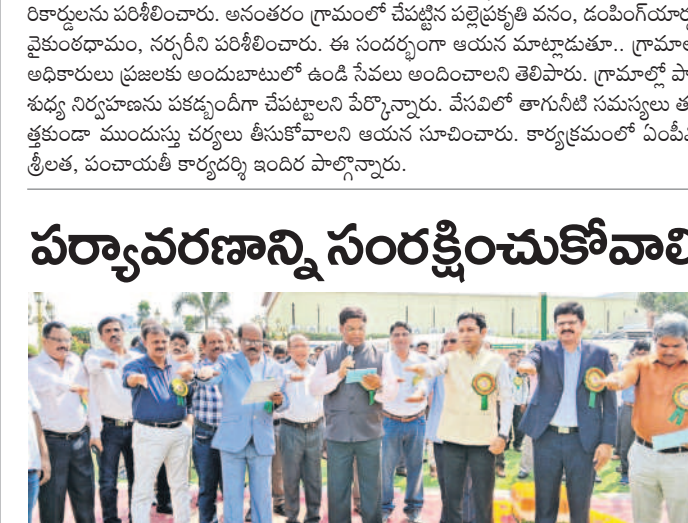 రికార్డులను పరిశీలించారు. అనంతరం గ్రామంలో చేపట్టిన పల్లెప్రకృతి వనం, డంపింగ్‌యార్డు
వైకుంఠధామం, నర్సరీని పరిశీలించారు. ఈ సందర్భంగా ఆయన మాట్లాడుతూ.. గ్రామాల
అధికారులు ప్రజలకు అందుబాటులో ఉండి సేవలు అందించాలని తెలిపారు. గ్రామాల్లో పా
శుధ్య నిర్వహణను పకడ్బందీగా చేపట్టాలని పేర్కొన్నారు. వేసవిలో తాగునీటి సమస్యలు త
త్తకుండా ముందుస్తు చర్యలు తీసుకోవాలని ఆయన సూచించారు. కార్యక్రమంలో ఏంపీవ
శ్రీలత, పంచాయతీ కార్యదర్శి ఇందిర పాల్గొన్నారు.
పర్యావరణాన్ని సంరక్షించుకోవాలి